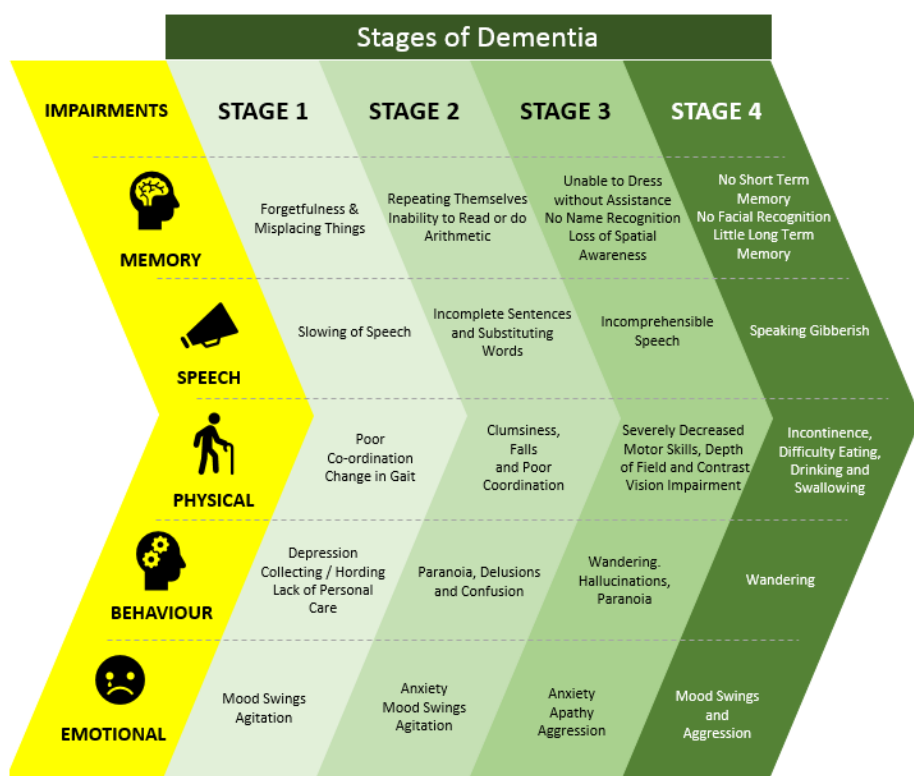 Stages of Dementia
IMPAIRMENTS
STAGE 1
STAGE 2
STAGE 3
STAGE 4
MEMORY
Forgetfulness &
Misplacing Things
Repeating Themselves
Inability to Read or do
Arithmetic
Unable to Dress
without Assistance
No Name Recognition
Loss of Spatial
Awareness
No Short Term
Memory
No Facial Recognition
Little Long Term
Memory
SPEECH
Slowing of Speech
Incomplete Sentences
and Substituting
Words
Incomprehensible
Speech
Speaking Gibberish
PHYSICAL
Poor
Co-ordination
Change in Gait
Clumsiness,
Falls
and Poor
Coordination
Severely Decreased
Motor Skills, Depth
of Field and Contrast
Vision Impairment
Incontinence,
Difficulty Eating,
Drinking and
Swallowing
BEHAVIOUR
Depression
Collecting / Hording
Lack of Personal
Care
Paranoia, Delusions
and Confusion
Wandering.
Hallucinations,
Paranoia
Wandering
EMOTIONAL
Mood Swings
Agitation
Anxiety
Mood Swings
Agitation
Anxiety
Apathy
Aggression
Mood Swings
and
Aggression